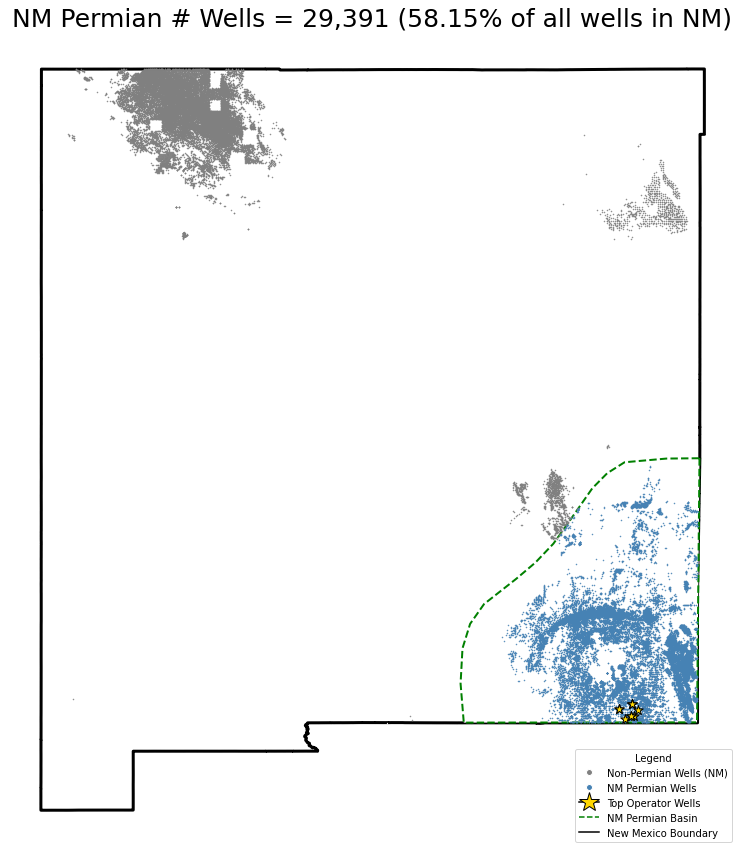 NM Permian # Wells = 29,391 (58.15% of all wells in NM)
Legend
Non-Permian Wells (NM)
NM Permian Wells
Top Operator Wells
NM Permian Basin
New Mexico Boundary